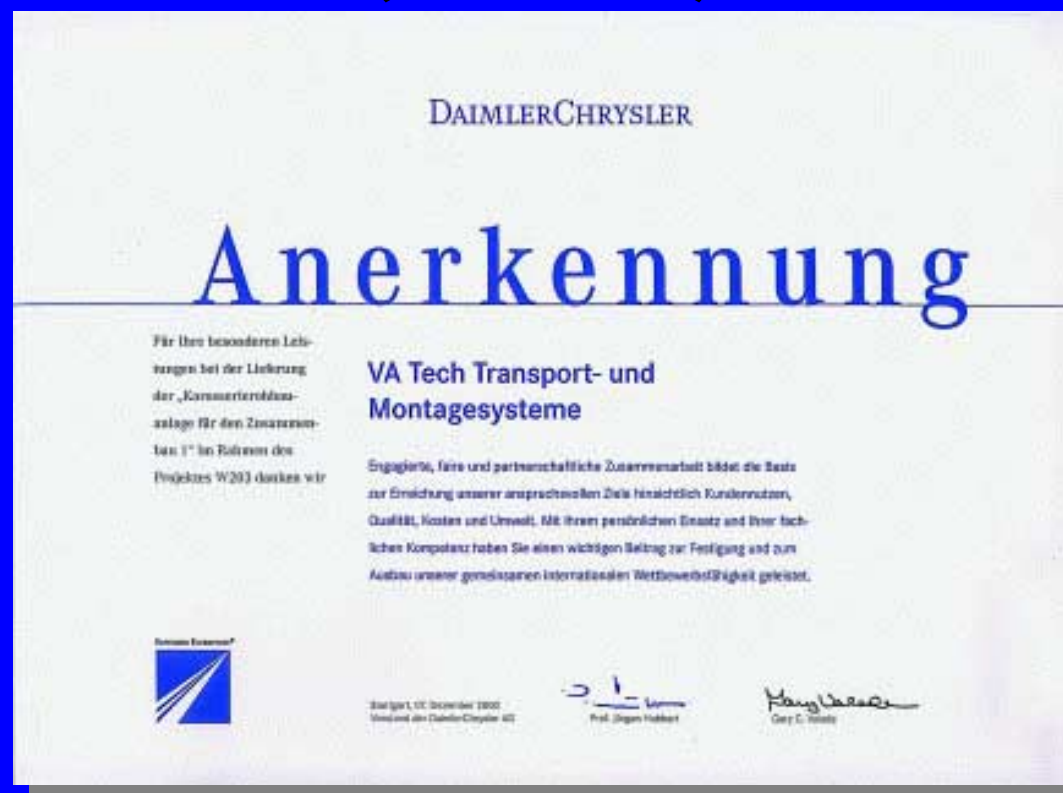 DAIMLERCHRYSLER
Anerkennung
Für Ihre besonderen Leis-
tungen bei der Lieferung
der „Karosserierohbau-
anlage für den Zusammen-
bau 1“ im Rahmen des
Projektes W203 danken wir
VA Tech Transport- und
Montagesysteme
Engagierte, faire und partnerschaftliche Zusammenarbeit bildet die Basis
zur Erreichung unserer anspruchsvollen Ziele hinsichtlich Kundennutzen,
Qualität, Kosten und Umwelt. Mit Ihrem persönlichen Einsatz und Ihrer fach-
lichen Kompetenz haben Sie einen wichtigen Beitrag zur Festigung und zum
Ausbau unserer gemeinsamen internationalen Wettbewerbsfähigkeit geleistet.
Stuttgart, Dezember
Vorstand der DaimlerChrysler AG
Prof. Jürgen Hubbert
Gary C. Valade